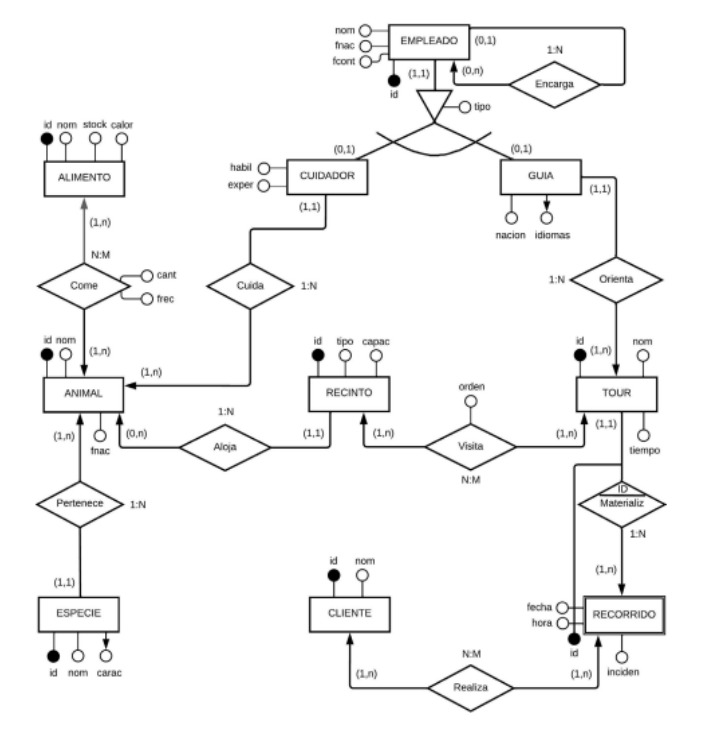 nom
EMPLEADO
(0,1)
fnac
1:N
fcont
(1,1)
(0,n)
Encarga
id
tipo
id nom stock calor
(0,1)
(0,1)
ALIMENTO
habil
CUIDADOR
GUIA
exper
(1,1)
(1,1)
(1,n)
nacion idiomas
N:M
Come
cant
frec
Cuida
1:N
1:N
Orienta
(1,n)
id nom
(1,n)
id tipo capac
id
(1,n)
nom
orden
ANIMAL
RECINTO
TOUR
1:N
(1,n)
fnac
(0,n)
(1,1)
(1,n)
(1,n)
(1,1)
tiempo
Aloja
Visita
N:M
Pertenece
1:N
ID
Materializ
1:N
(1,1)
id nom
(1,n)
ESPECIE
CLIENTE
fecha
RECORRIDO
hora
id
id nom carac
N:M
inciden
(1,n)
(1,n)
Realiza